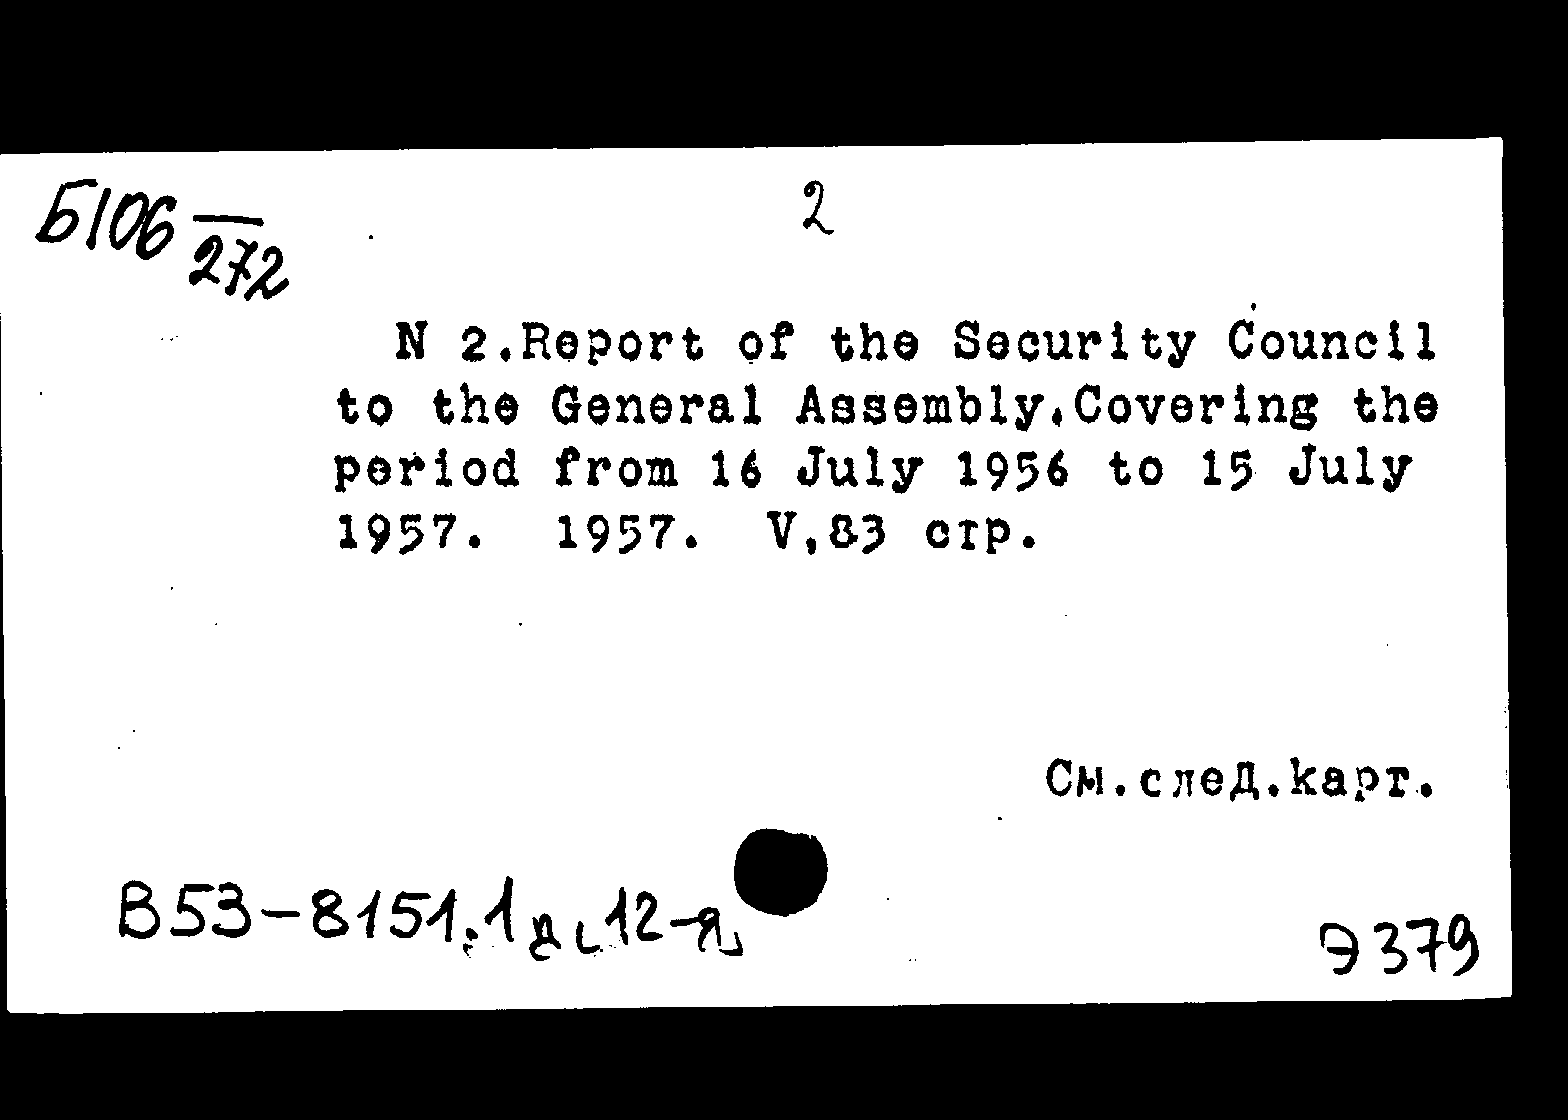 Б106 272
2
N 2.Report of the Security Council
to the General Assembly.Covering the
period from 16 July 1956 to 15 July
1957. 1957. V,83 стр.
См.след.карт.
В53-8151;1 д. 12-я
Э379